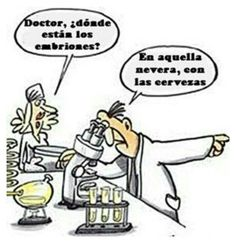 Doctor, ¿dónde
están los
embriones?
En aquella
nevera, con
las cervezas